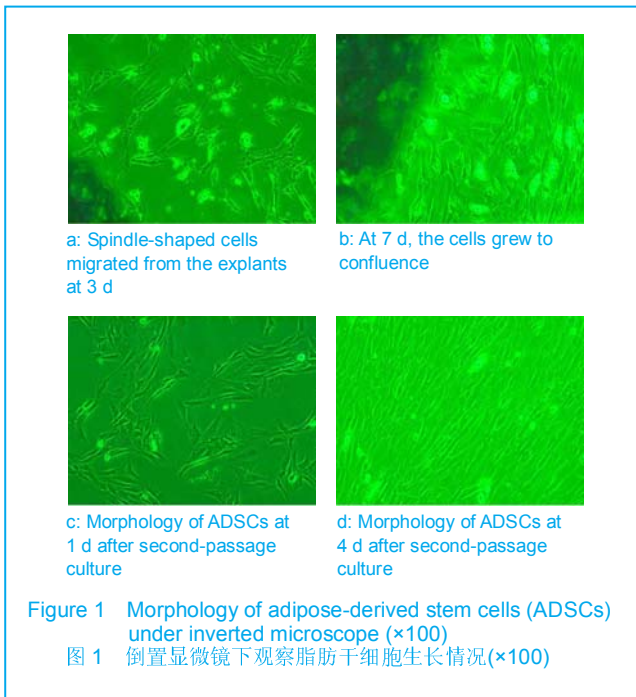 a: Spindle-shaped cells
migrated from the explants
at 3 d
b: At 7 d, the cells grew to
confluence
c: Morphology of ADSCs at
1 d after second-passage
culture
d: Morphology of ADSCs at
4 d after second-passage
culture
Figure 1 Morphology of adipose-derived stem cells (ADSCs)
under inverted microscope (×100)
图 1 倒置显微镜下观察脂肪干细胞生长情况(×100)